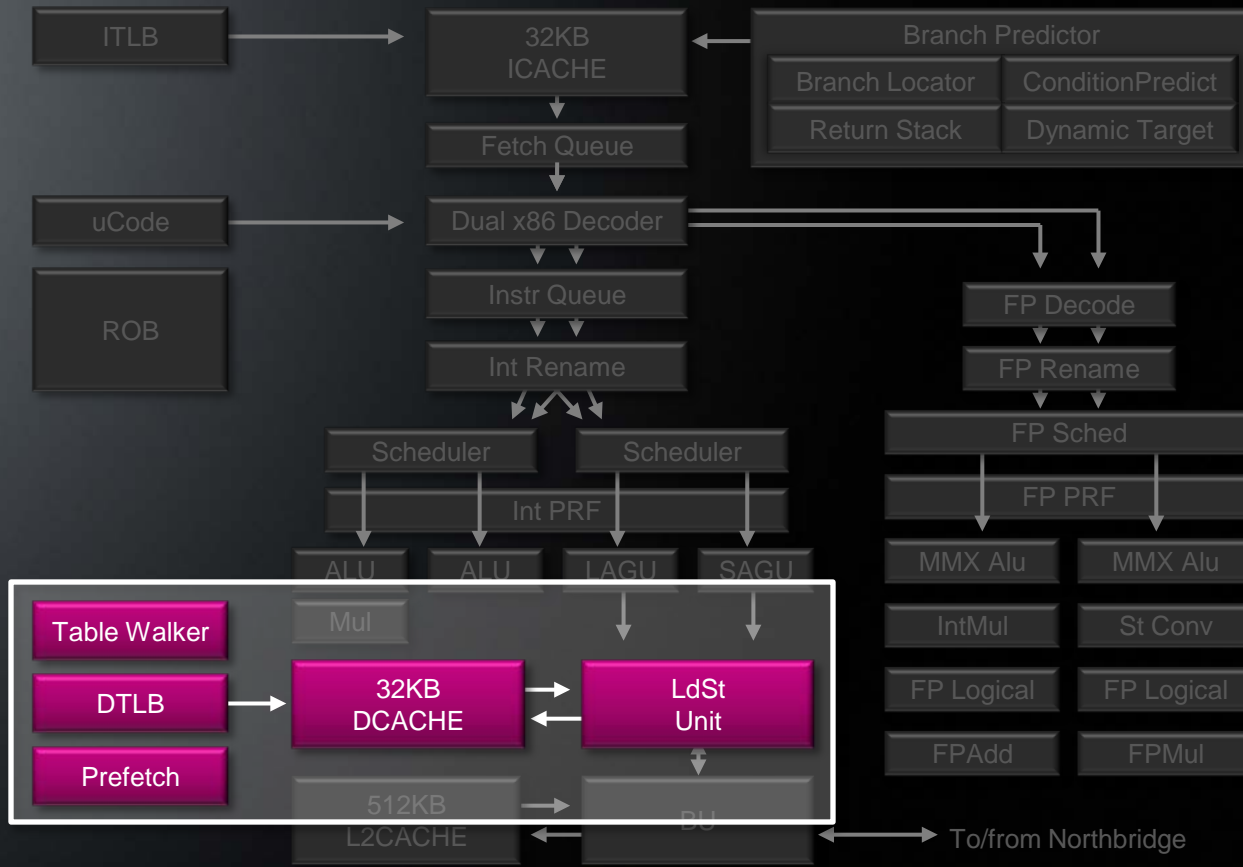 ITLB
32KB
ICACHE
Branch Predictor
Branch Locator
ConditionPredict
Return Stack
Dynamic Target
Fetch Queue
uCode
Dual x86 Decoder
ROB
Instr Queue
FP Decode
Int Rename
FP Rename
Scheduler
Scheduler
FP Sched
Int PRF
FP PRF
ALU
ALU
LAGU
SAGU
MMX Alu
MMX Alu
Mul
Table Walker
IntMul
St Conv
DTLB
32KB
DCACHE
LdSt
Unit
FP Logical
FP Logical
Prefetch
FPAdd
FPMul
512KB
L2CACHE
BU
To/from Northbridge